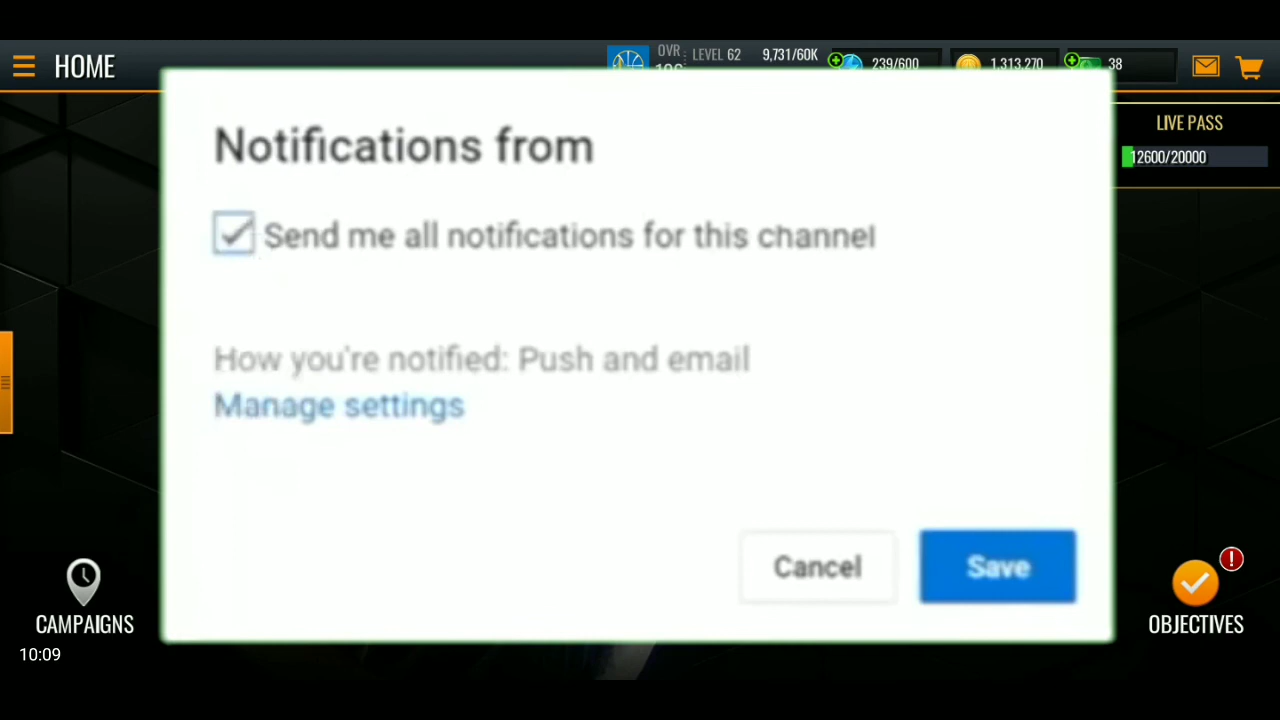 HOME
OVR
LEVEL 62
9,731/60K
239/600
1,313,270
38
LIVE PASS
12600/20000
Notifications from
Send me all notifications for this channel
How you're notified: Push and email
Manage settings
Cancel
Save
CAMPAIGNS
OBJECTIVES
10:09